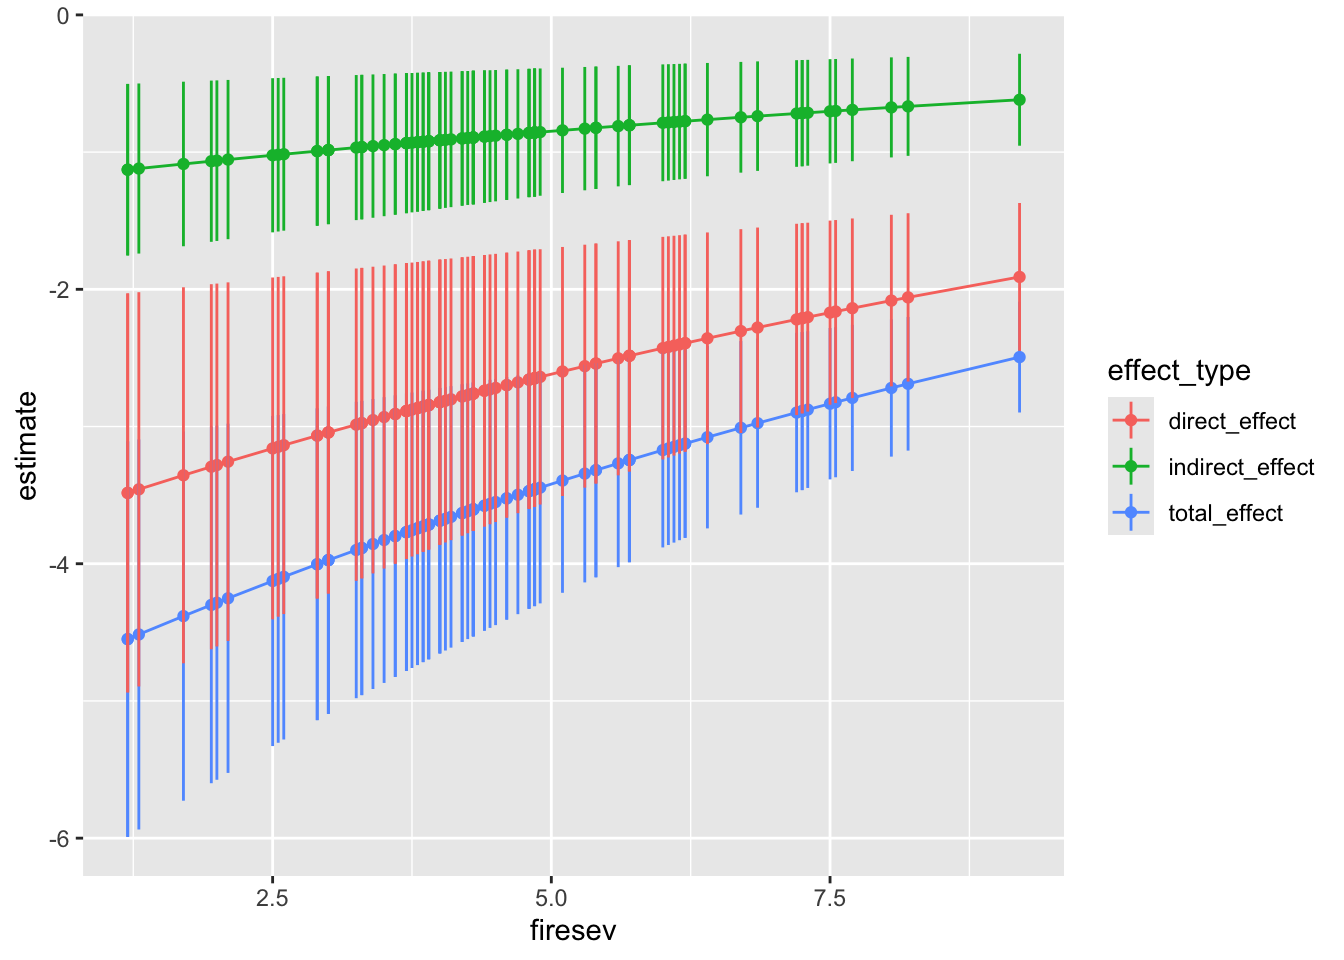 0
-2
-4
-6
estimate
2.5
5.0
7.5
firesev
effect_type
direct_effect
indirect_effect
total_effect